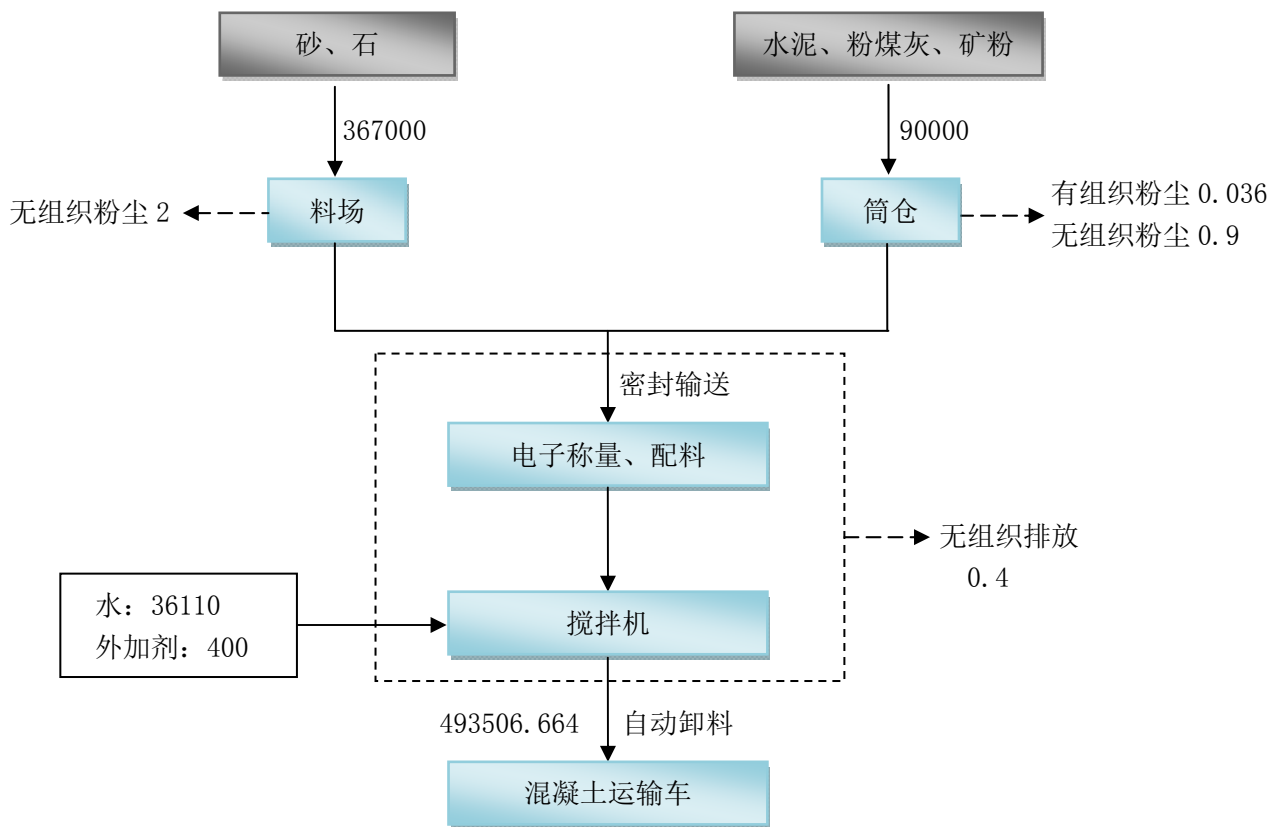 砂、石
水泥、粉煤灰、矿粉
367000
90000
无组织粉尘 2
料场
筒仓
有组织粉尘 0.036
无组织粉尘 0.9
密封输送
电子称量、配料
无组织排放
0.4
水：36110
外加剂：400
搅拌机
493506.664
自动卸料
混凝土运输车